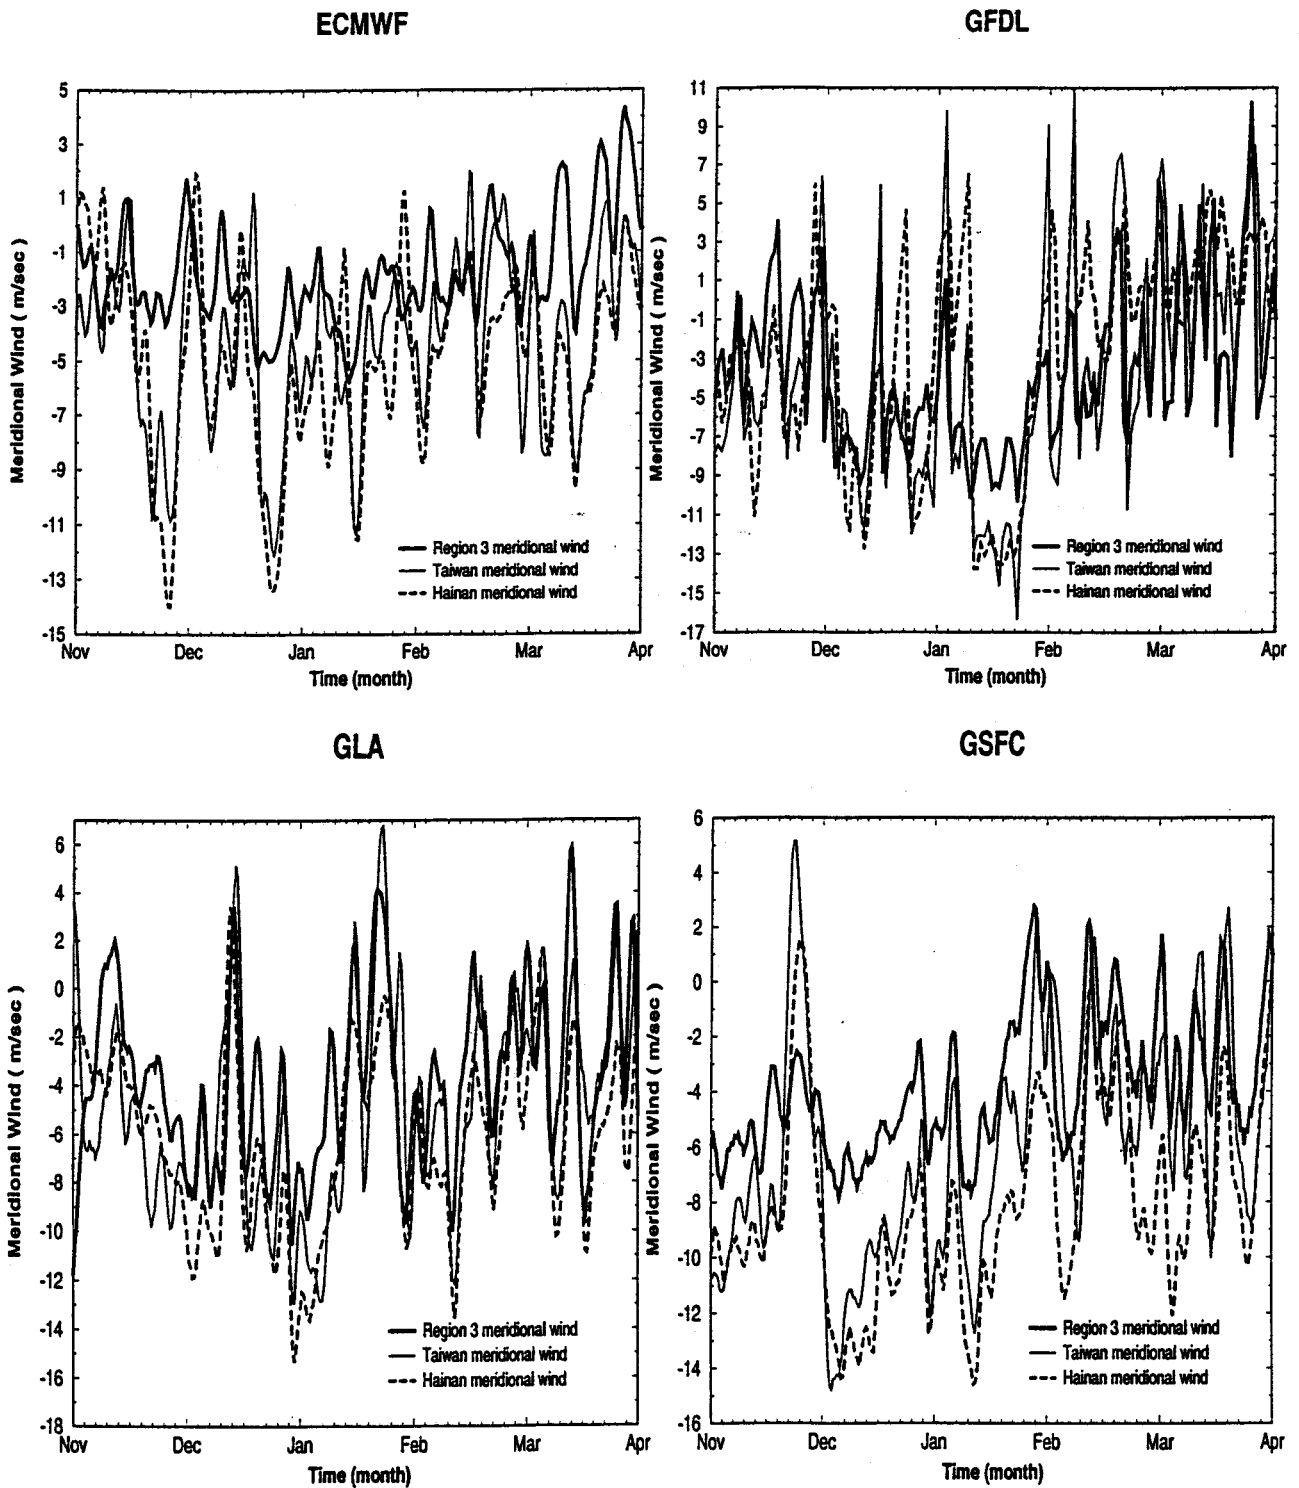 ECMWF
5
3
1
-1
-3
-5
-7
-9
-11
-13
-15
Meridional Wind ( m/sec )
Region 3 meridional wind
Taiwan meridional wind
Hainan meridional wind
Nov Dec Jan Feb Mar Apr
Time (month)
GFDL
11
9
7
5
3
1
-1
-3
-5
-7
-9
-11
-13
-15
-17
Meridional Wind ( m/sec )
Region 3 meridional wind
Taiwan meridional wind
Hainan meridional wind
Nov Dec Jan Feb Mar Apr
Time (month)
GLA
6
4
2
0
-2
-4
-6
-8
-10
-12
-14
-16
-18
Meridional Wind ( m/sec )
Region 3 meridional wind
Taiwan meridional wind
Hainan meridional wind
Nov Dec Jan Feb Mar Apr
Time (month)
GSFC
6
4
2
0
-2
-4
-6
-8
-10
-12
-14
-16
Meridional Wind ( m/sec )
Region 3 meridional wind
Taiwan meridional wind
Hainan meridional wind
Nov Dec Jan Feb Mar Apr
Time (month)